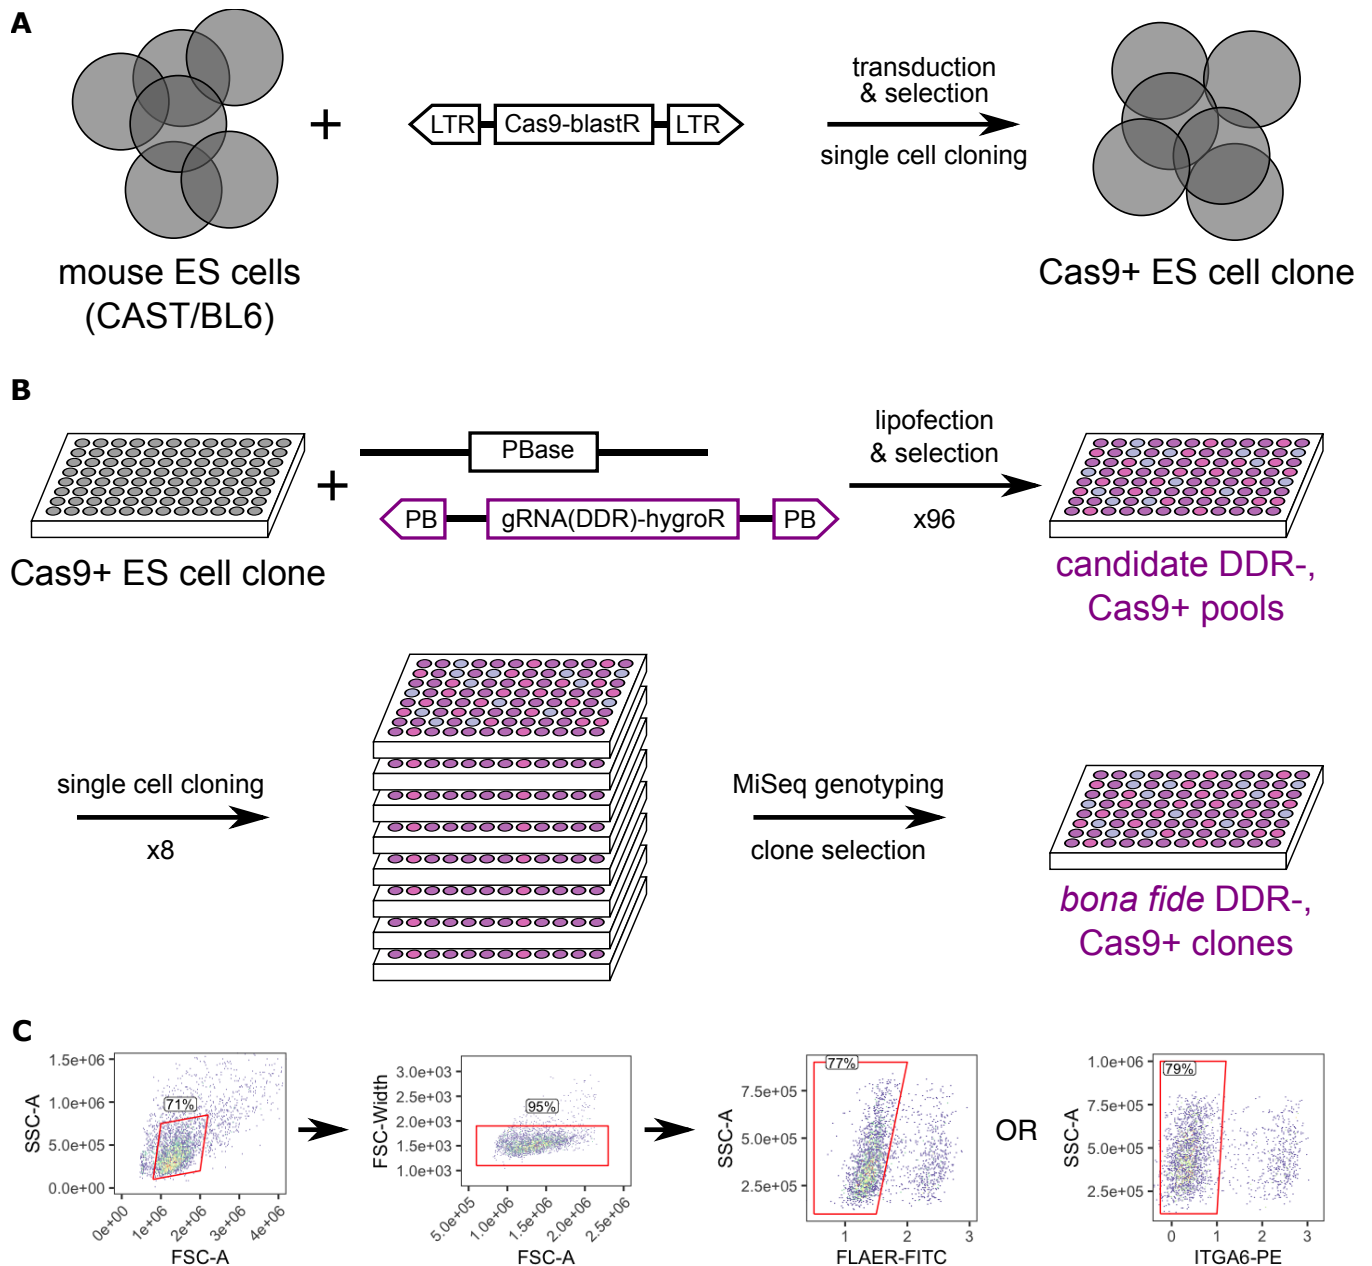 A
mouse ES cells
(CAST/BL6)
+
LTR Cas9-blastR LTR
transduction
& selection
single cell cloning
Cas9+ ES cell clone
B
Cas9+ ES cell clone
+
PBase
PB gRNA(DDR)-hygroR PB
lipofection
& selection
x96
candidate DDR-,
Cas9+ pools
single cell cloning
x8
MiSeq genotyping
clone selection
bona fide DDR-,
Cas9+ clones
C
SSC-A
1.5e+06
1.0e+06
5.0e+05
0.0e+00
71%
0e+00 1e+06 2e+06 3e+06 4e+06
FSC-A
FSC-Width
3.0e+03
2.5e+03
2.0e+03
1.5e+03
1.0e+03
95%
5.0e+05 1.0e+06 1.5e+06 2.0e+06 2.5e+06
FSC-A
SSC-A
7.5e+05
5.0e+05
2.5e+05
77%
1 2 3
FLAER-FITC
OR
SSC-A
1.0e+06
7.5e+05
5.0e+05
2.5e+05
79%
0 1 2 3
ITGA6-PE